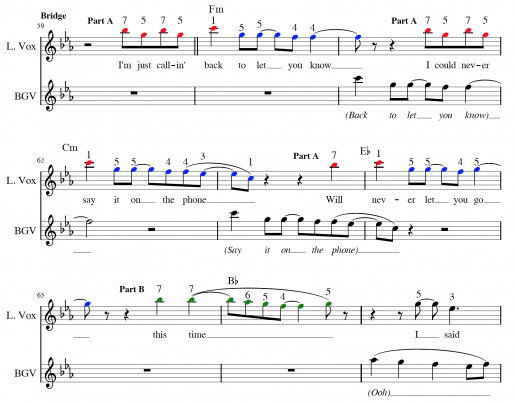 Bridge
59 Part A 7 5 7 5 Fm 1 5 5 4 4 Part A 7 5 7 5
L. Vox
I'm just call-in' back to let you know I could nev-er
BGV
(Back to let you know)
62 Cm 1 5 5 4 4 3 1 Part A 7 E♭ 1 5 5 4 5
L. Vox
say it on the phone Will nev-er let you go
BGV
(Say it on the phone)
65 Part B 7 7 B♭ 6 5 4 5 5 3.
L. Vox
this time I said
BGV
(Ooh)